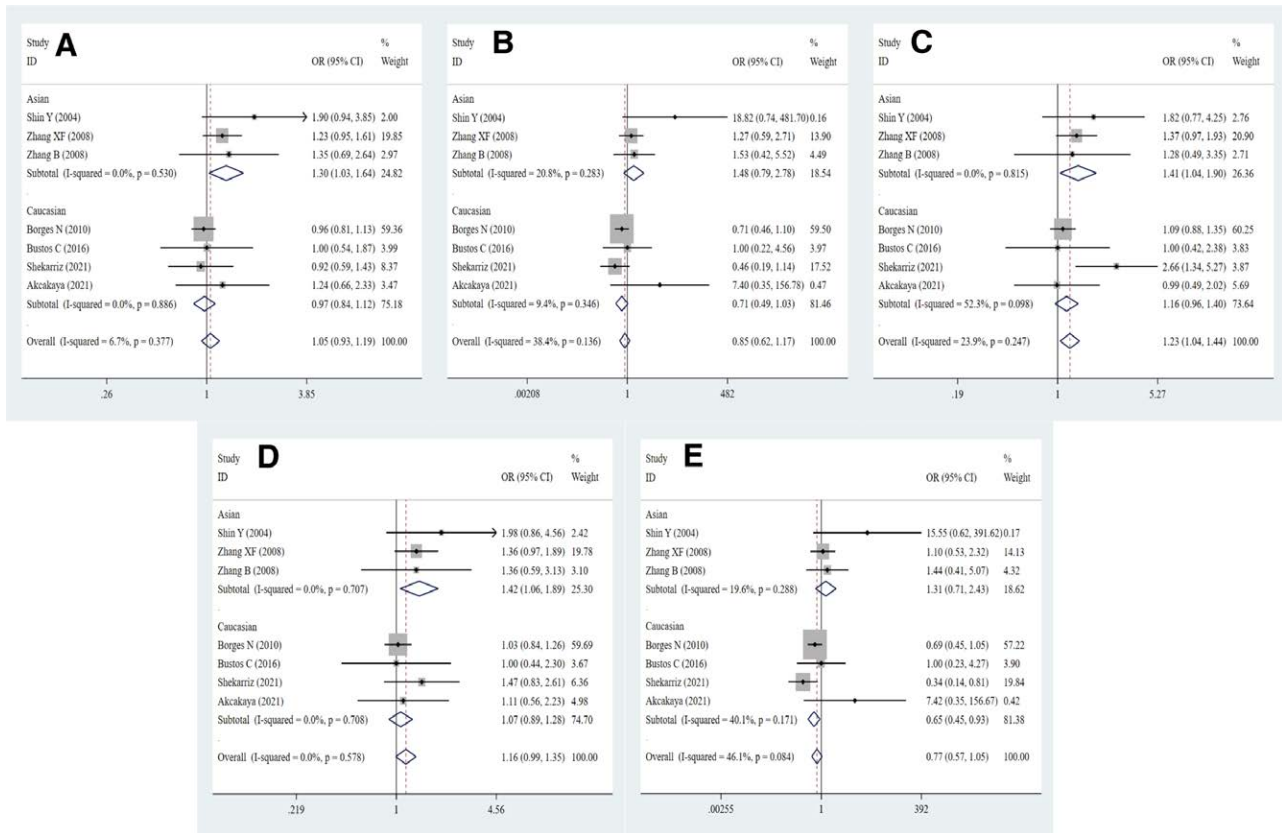 A
Study %
ID OR (95% CI) Weight
Asian
Shin Y (2004) 1.90 (0.94, 3.85) 2.00
Zhang XF (2008) 1.23 (0.95, 1.61) 19.85
Zhang B (2008) 1.35 (0.69, 2.64) 2.97
Subtotal (I-squared = 0.0%, p = 0.530) 1.30 (1.03, 1.64) 24.82
.
Caucasian
Borges N (2010) 0.96 (0.81, 1.13) 59.36
Bustos C (2016) 1.00 (0.54, 1.87) 3.99
Shekarriz (2021) 0.92 (0.59, 1.43) 8.37
Akcakaya (2021) 1.24 (0.66, 2.33) 3.47
Subtotal (I-squared = 0.0%, p = 0.886) 0.97 (0.84, 1.12) 75.18
.
Overall (I-squared = 6.7%, p = 0.377) 1.05 (0.93, 1.19) 100.00
.26 1 3.85
B
Study %
ID OR (95% CI) Weight
Asian
Shin Y (2004) 18.82 (0.74, 481.70) 0.16
Zhang XF (2008) 1.27 (0.59, 2.71) 13.90
Zhang B (2008) 1.53 (0.42, 5.52) 4.49
Subtotal (I-squared = 20.8%, p = 0.283) 1.48 (0.79, 2.78) 18.54
.
Caucasian
Borges N (2010) 0.71 (0.46, 1.10) 59.50
Bustos C (2016) 1.00 (0.22, 4.56) 3.97
Shekarriz (2021) 0.46 (0.19, 1.14) 17.52
Akcakaya (2021) 7.40 (0.35, 156.78) 0.47
Subtotal (I-squared = 9.4%, p = 0.346) 0.71 (0.49, 1.03) 81.46
.
Overall (I-squared = 38.4%, p = 0.136) 0.85 (0.62, 1.17) 100.00
.00208 1 482
C
Study %
ID OR (95% CI) Weight
Asian
Shin Y (2004) 1.82 (0.77, 4.25) 2.76
Zhang XF (2008) 1.37 (0.97, 1.93) 20.90
Zhang B (2008) 1.28 (0.49, 3.35) 2.71
Subtotal (I-squared = 0.0%, p = 0.815) 1.41 (1.04, 1.90) 26.36
.
Caucasian
Borges N (2010) 1.09 (0.88, 1.35) 60.25
Bustos C (2016) 1.00 (0.42, 2.38) 3.83
Shekarriz (2021) 2.66 (1.34, 5.27) 3.87
Akcakaya (2021) 0.99 (0.49, 2.02) 5.69
Subtotal (I-squared = 52.3%, p = 0.098) 1.16 (0.96, 1.40) 73.64
.
Overall (I-squared = 23.9%, p = 0.247) 1.23 (1.04, 1.44) 100.00
.19 1 5.27
D
Study %
ID OR (95% CI) Weight
Asian
Shin Y (2004) 1.98 (0.86, 4.56) 2.42
Zhang XF (2008) 1.36 (0.97, 1.89) 19.78
Zhang B (2008) 1.36 (0.59, 3.13) 3.10
Subtotal (I-squared = 0.0%, p = 0.707) 1.42 (1.06, 1.89) 25.30
.
Caucasian
Borges N (2010) 1.03 (0.84, 1.26) 59.69
Bustos C (2016) 1.00 (0.44, 2.30) 3.67
Shekarriz (2021) 1.47 (0.83, 2.61) 6.36
Akcakaya (2021) 1.11 (0.56, 2.23) 4.98
Subtotal (I-squared = 0.0%, p = 0.708) 1.07 (0.89, 1.28) 74.70
.
Overall (I-squared = 0.0%, p = 0.578) 1.16 (0.99, 1.35) 100.00
.219 1 4.56
E
Study %
ID OR (95% CI) Weight
Asian
Shin Y (2004) 15.55 (0.62, 391.62) 0.17
Zhang XF (2008) 1.10 (0.53, 2.32) 14.13
Zhang B (2008) 1.44 (0.41, 5.07) 4.32
Subtotal (I-squared = 19.6%, p = 0.288) 1.31 (0.71, 2.43) 18.62
.
Caucasian
Borges N (2010) 0.69 (0.45, 1.05) 57.22
Bustos C (2016) 1.00 (0.23, 4.27) 3.90
Shekarriz (2021) 0.34 (0.14, 0.81) 19.84
Akcakaya (2021) 7.42 (0.35, 156.67) 0.42
Subtotal (I-squared = 40.1%, p = 0.171) 0.65 (0.45, 0.93) 81.38
.
Overall (I-squared = 46.1%, p = 0.084) 0.77 (0.57, 1.05) 100.00
.00255 1 392